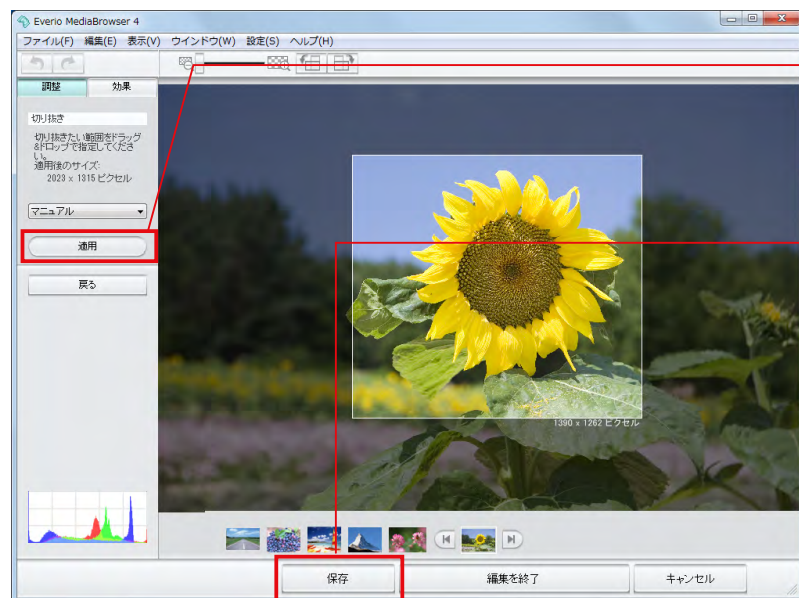 Everio MediaBrowser 4
ファイル(F) 編集(E) 表示(V) ウインドウ(W) 設定(S) ヘルプ(H)
調整 効果
切り抜き
切り抜きたい範囲をドラッグ
&ドロップで指定してくださ
い。
適用後のサイズ:
2023 x 1315 ピクセル
マニュアル
適用
戻る
1390 x 1262 ピクセル
保存 編集を終了 キャンセル